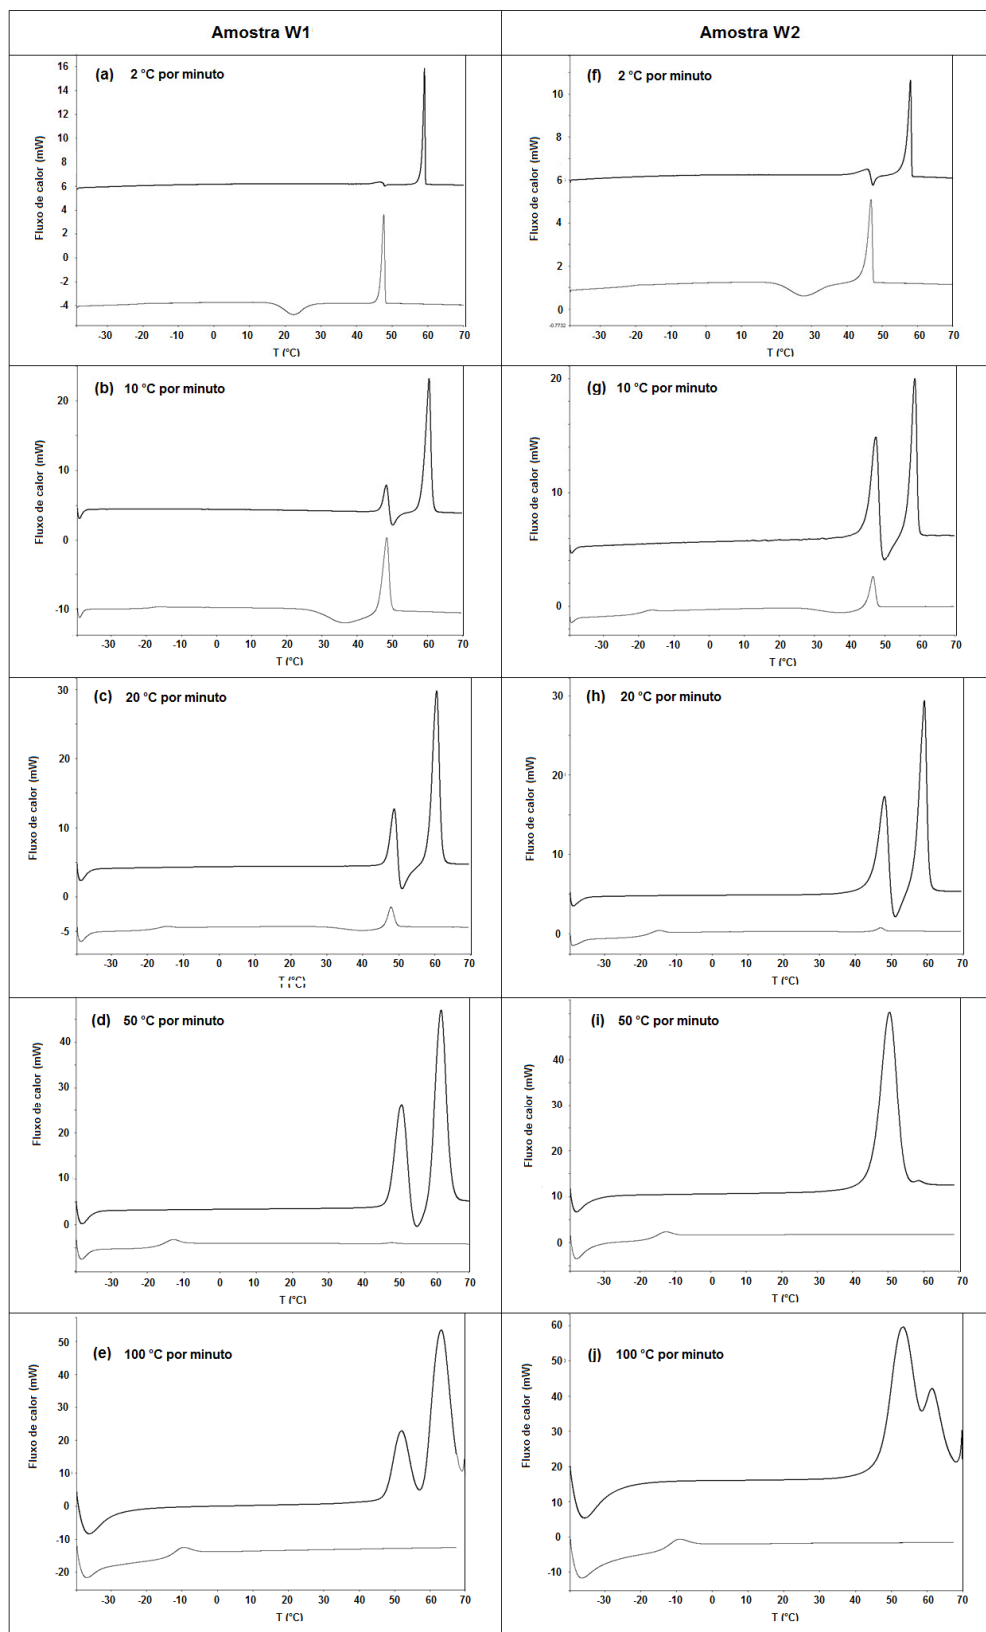 Amostra W1
Amostra W2
(a) 2 °C por minuto
Fluxo de calor (mW)
16
14
12
10
8
6
4
2
0
-2
-4
-30 -20 -10 0 10 20 30 40 50 60 70
T (°C)
(f) 2 °C por minuto
Fluxo de calor (mW)
10
8
6
4
2
0
-0.7732
-30 -20 -10 0 10 20 30 40 50 60 70
T (°C)
(b) 10 °C por minuto
Fluxo de calor (mW)
20
10
0
-10
-30 -20 -10 0 10 20 30 40 50 60 70
T (°C)
(g) 10 °C por minuto
Fluxo de calor (mW)
20
10
0
-30 -20 -10 0 10 20 30 40 50 60 70
T (°C)
(c) 20 °C por minuto
Fluxo de calor (mW)
30
20
10
0
-5
-30 -20 -10 0 10 20 30 40 50 60 70
T (°C)
(h) 20 °C por minuto
Fluxo de calor (mW)
30
20
10
0
-30 -20 -10 0 10 20 30 40 50 60 70
T (°C)
(d) 50 °C por minuto
Fluxo de calor (mW)
40
30
20
10
0
-30 -20 -10 0 10 20 30 40 50 60 70
T (°C)
(i) 50 °C por minuto
Fluxo de calor (mW)
50
40
30
20
10
0
-30 -20 -10 0 10 20 30 40 50 60 70
T (°C)
(e) 100 °C por minuto
Fluxo de calor (mW)
50
40
30
20
10
0
-10
-20
-30 -20 -10 0 10 20 30 40 50 60 70
T (°C)
(j) 100 °C por minuto
Fluxo de calor (mW)
60
50
40
30
20
10
0
-10
-30 -20 -10 0 10 20 30 40 50 60 70
T (°C)